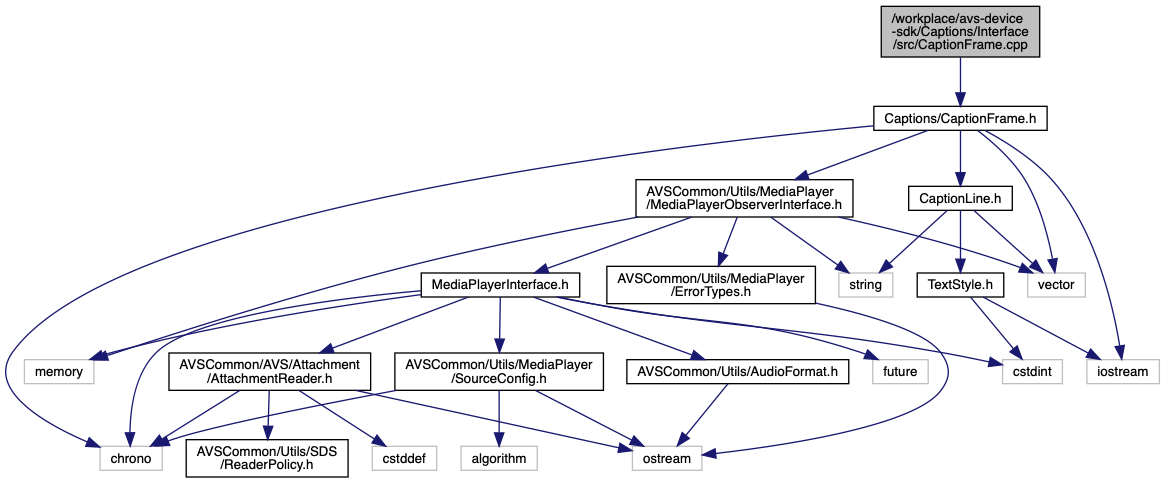 /workplace/avs-device
-sdk/Captions/Interface
/src/CaptionFrame.cpp
Captions/CaptionFrame.h
AVSCommon/Utils/MediaPlayer
/MediaPlayerObserverInterface.h
CaptionLine.h
MediaPlayerInterface.h
AVSCommon/Utils/MediaPlayer
/ErrorTypes.h
string
TextStyle.h
vector
memory
AVSCommon/AVS/Attachment
/AttachmentReader.h
AVSCommon/Utils/MediaPlayer
/SourceConfig.h
AVSCommon/Utils/AudioFormat.h
future
cstdint
iostream
chrono
AVSCommon/Utils/SDS
/ReaderPolicy.h
cstddef
algorithm
ostream